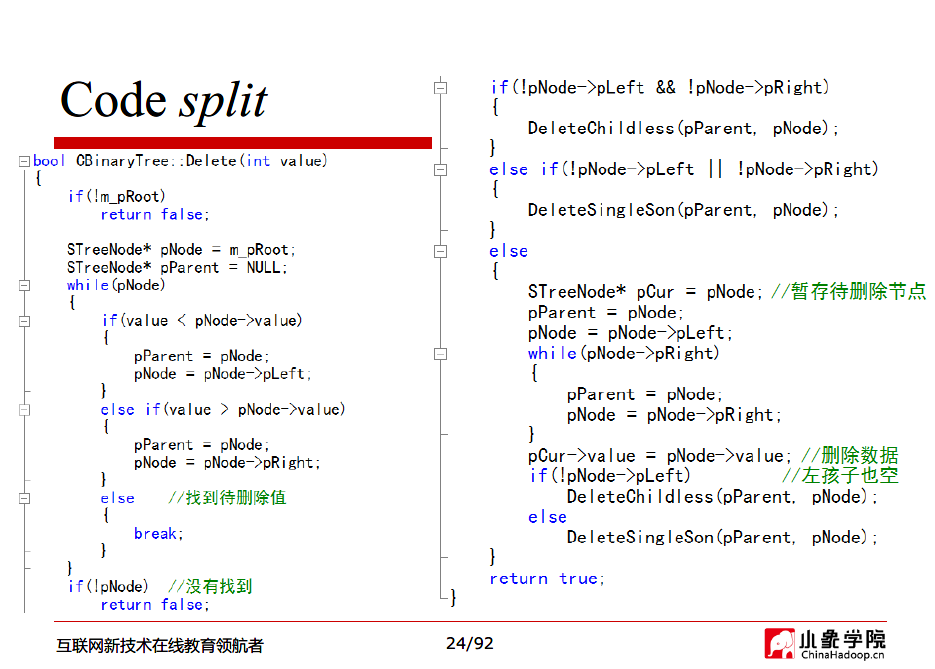 Code split
bool CBinaryTree::Delete(int value)
{
if(!m_pRoot)
return false;
STreeNode* pNode = m_pRoot;
STreeNode* pParent = NULL;
while(pNode)
{
if(value < pNode->value)
{
pParent = pNode;
pNode = pNode->pLeft;
}
else if(value > pNode->value)
{
pParent = pNode;
pNode = pNode->pRight;
}
else //找到待删除值
{
break;
}
}
if(!pNode) //没有找到
return false;
if(!pNode->pLeft && !pNode->pRight)
{
DeleteChildless(pParent, pNode);
}
else if(!pNode->pLeft || !pNode->pRight)
{
DeleteSingleSon(pParent, pNode);
}
else
{
STreeNode* pCur = pNode; //暂存待删除节点
pParent = pNode;
pNode = pNode->pLeft;
while(pNode->pRight)
{
pParent = pNode;
pNode = pNode->pRight;
}
pCur->value = pNode->value; //删除数据
if(!pNode->pLeft) //左孩子也空
DeleteChildless(pParent, pNode);
else
DeleteSingleSon(pParent, pNode);
}
return true;
}
互联网新技术在线教育领航者
24/92
小象学院
ChinaHadoop.cn